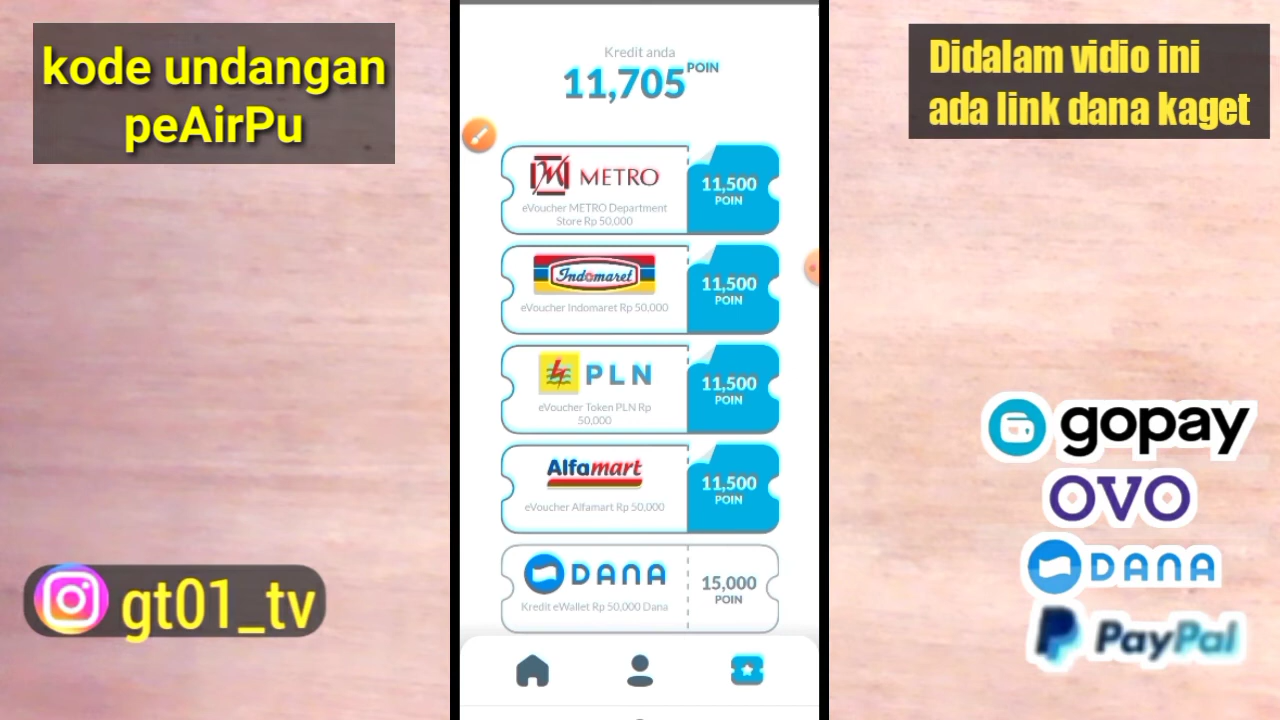 kode undangan
peAirPu
Didalam vidio ini
ada link dana kaget
Kredit anda
11,705 POIN
METRO
eVoucher METRO Department
Store Rp 50,000
11,500
POIN
Indomaret
eVoucher Indomaret Rp 50,000
11,500
POIN
PLN
eVoucher Token PLN Rp
50,000
11,500
POIN
Alfamart
eVoucher Alfamart Rp 50,000
11,500
POIN
DANA
Kredit eWallet Rp 50,000 Dana
15,000
POIN
gt01_tv
gopay
OVO
DANA
PayPal